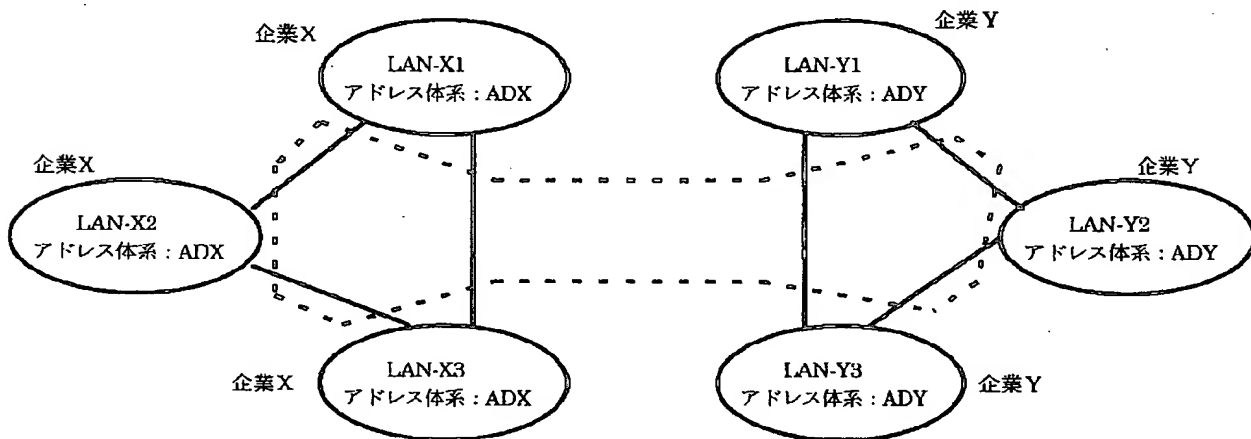 企業X
LAN-X1
アドレス体系：ADX
企業Y
LAN-Y1
アドレス体系：ADY
企業X
LAN-X2
アドレス体系：ADX
企業Y
LAN-Y2
アドレス体系：ADY
企業X
LAN-X3
アドレス体系：ADX
LAN-Y3
アドレス体系：ADY
企業Y